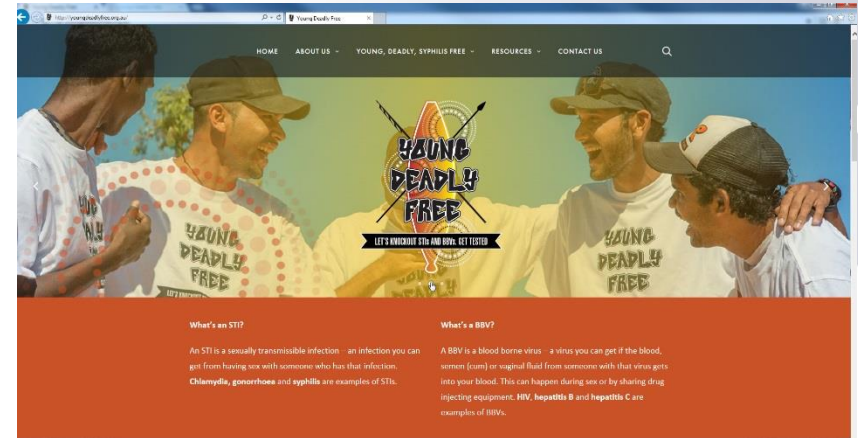 http://youngdeadlyfree.org.au/
Young Deadly Free
HOME ABOUT US YOUNG, DEADLY, SYPHILIS FREE RESOURCES CONTACT US
YOUNG
DEADLY
FREE
LET'S KNOCKOUT STIs AND BBVs. GET TESTED
YOUNG
DEADLY
FREE
YOUNG
DEADLY
FREE
What's an STI?
An STI is a sexually transmissible infection – an infection you can
get from having sex with someone who has that infection.
Chlamydia, gonorrhoea and syphilis are examples of STIs.
What's a BBV?
A BBV is a blood borne virus – a virus you can get if the blood,
semen (cum) or vaginal fluid from someone with that virus gets
into your blood. This can happen during sex or by sharing drug
injecting equipment. HIV, hepatitis B and hepatitis C are
examples of BBVs.